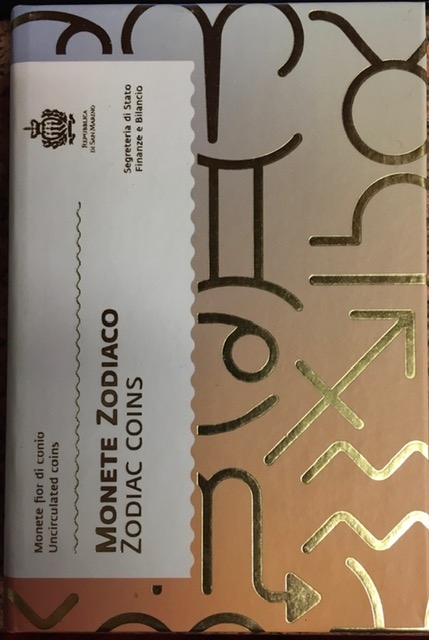 REPUBBLICA
DI SAN MARINO
Segreteria di Stato
Finanze e Bilancio
MONETE ZODIACO
ZODIAC COINS
Monete fior di conio
Uncirculated coins